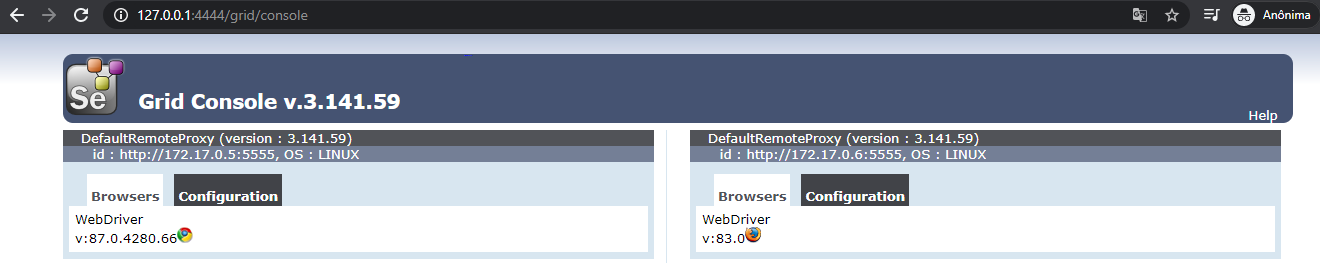 127.0.0.1:4444/grid/console
Anônima
Se
Grid Console v.3.141.59
Help
DefaultRemoteProxy (version : 3.141.59)
id : http://172.17.0.5:5555, OS : LINUX
Browsers Configuration
WebDriver
v:87.0.4280.66
DefaultRemoteProxy (version : 3.141.59)
id : http://172.17.0.6:5555, OS : LINUX
Browsers Configuration
WebDriver
v:83.0